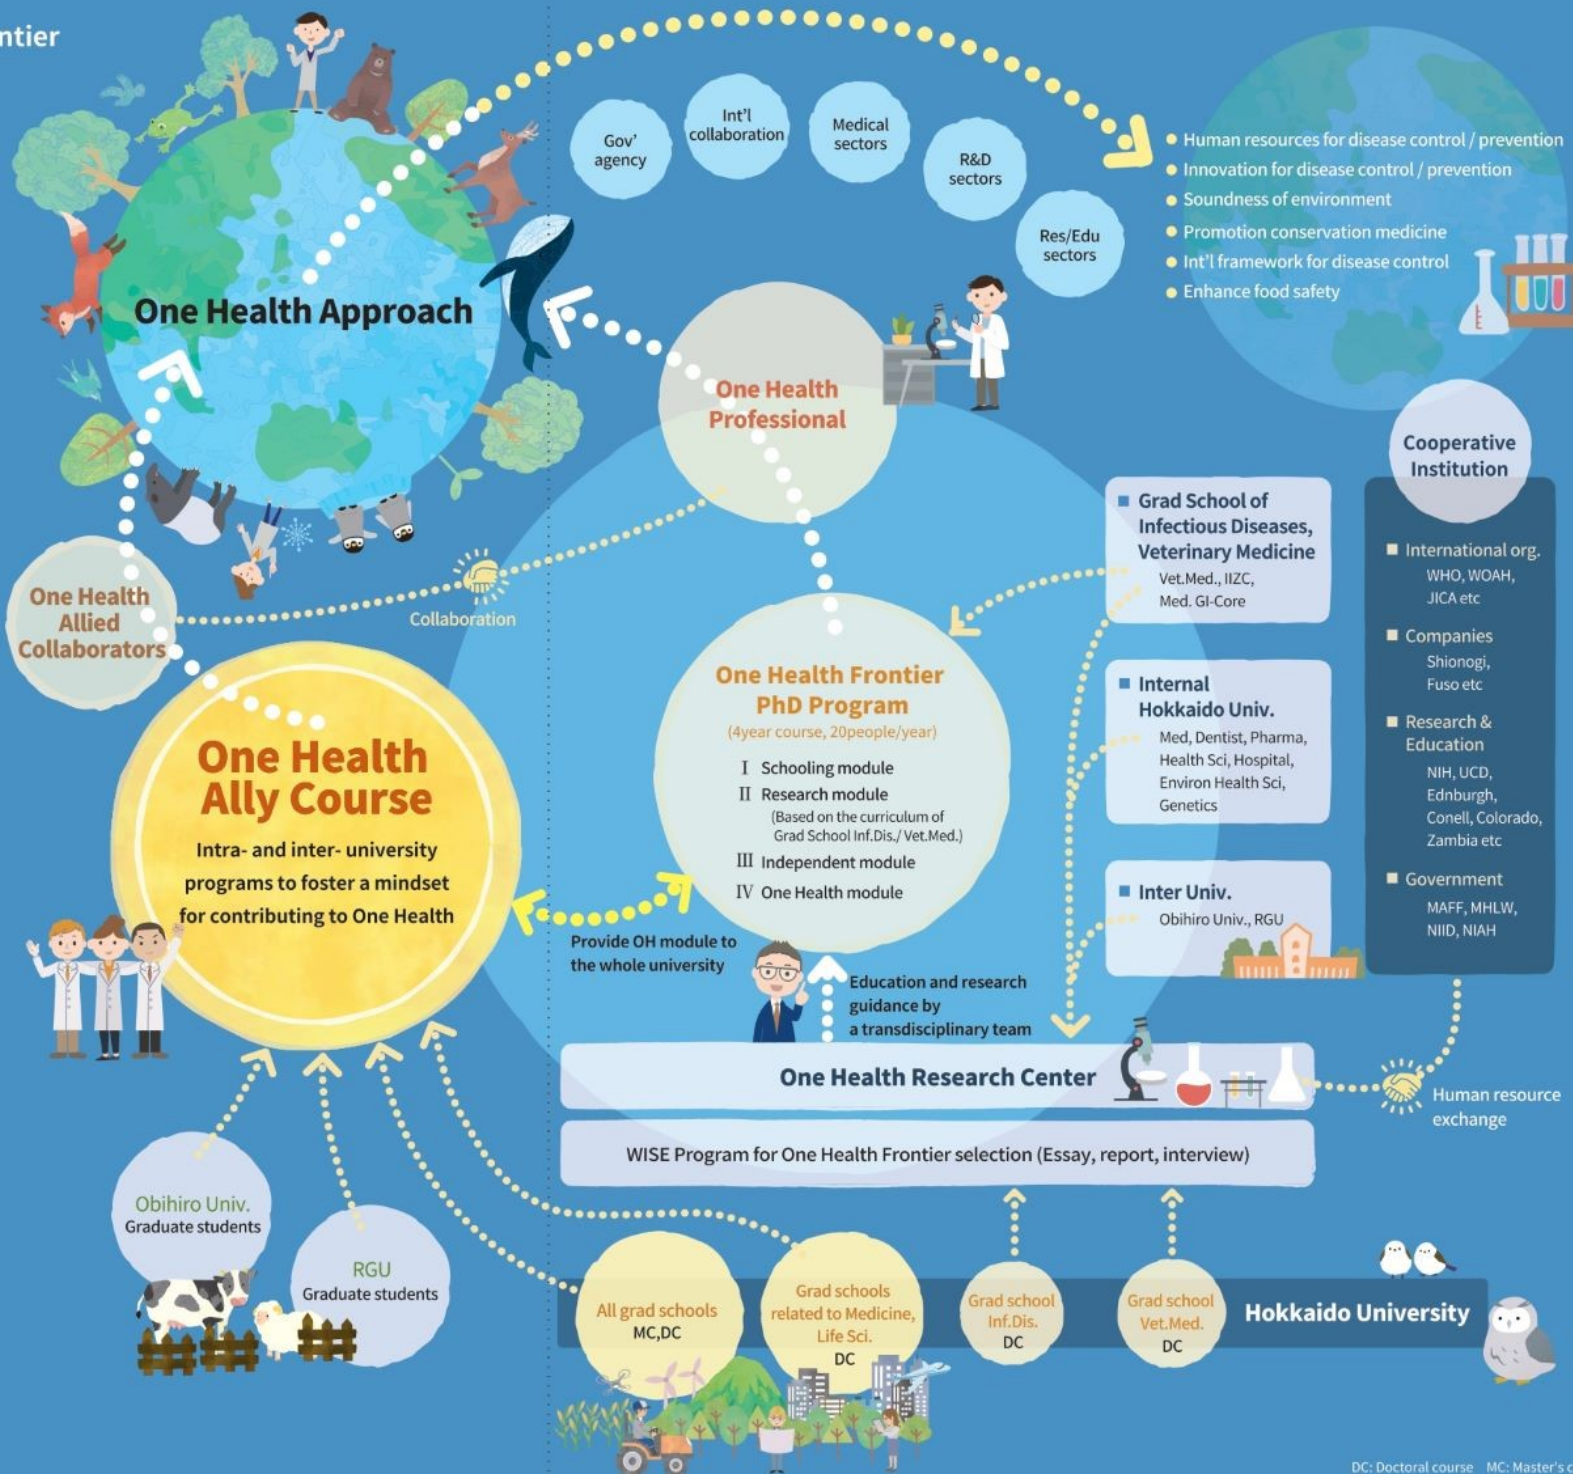 ntier
One Health Approach
Gov'
agency
Int'l
collaboration
Medical
sectors
R&D
sectors
Res/Edu
sectors
Human resources for disease control / prevention
Innovation for disease control / prevention
Soundness of environment
Promotion conservation medicine
Int'l framework for disease control
Enhance food safety
One Health
Professional
One Health
Allied
Collaborators
Collaboration
One Health
Ally Course
Intra- and inter- university
programs to foster a mindset
for contributing to One Health
One Health Frontier
PhD Program
(4year course, 20people/year)
I Schooling module
II Research module
(Based on the curriculum of
Grad School Inf.Dis./ Vet.Med.)
III Independent module
IV One Health module
Provide OH module to
the whole university
Education and research
guidance by
a transdisciplinary team
Grad School of
Infectious Diseases,
Veterinary Medicine
Vet.Med., IIZC,
Med. GI-Core
Internal
Hokkaido Univ.
Med, Dentist, Pharma,
Health Sci, Hospital,
Environ Health Sci,
Genetics
Inter Univ.
Obihiro Univ., RGU
Cooperative
Institution
International org.
WHO, WOAH,
JICA etc
Companies
Shionogi,
Fuso etc
Research &
Education
NIH, UCD,
Ednburgh,
Conell, Colorado,
Zambia etc
Government
MAFF, MHLW,
NIID, NIAH
Human resource
exchange
One Health Research Center
WISE Program for One Health Frontier selection (Essay, report, interview)
Obihiro Univ.
Graduate students
RGU
Graduate students
All grad schools
MC,DC
Grad schools
related to Medicine,
Life Sci.
DC
Grad school
Inf.Dis.
DC
Grad school
Vet.Med.
DC
Hokkaido University
DC: Doctoral course MC: Master's c